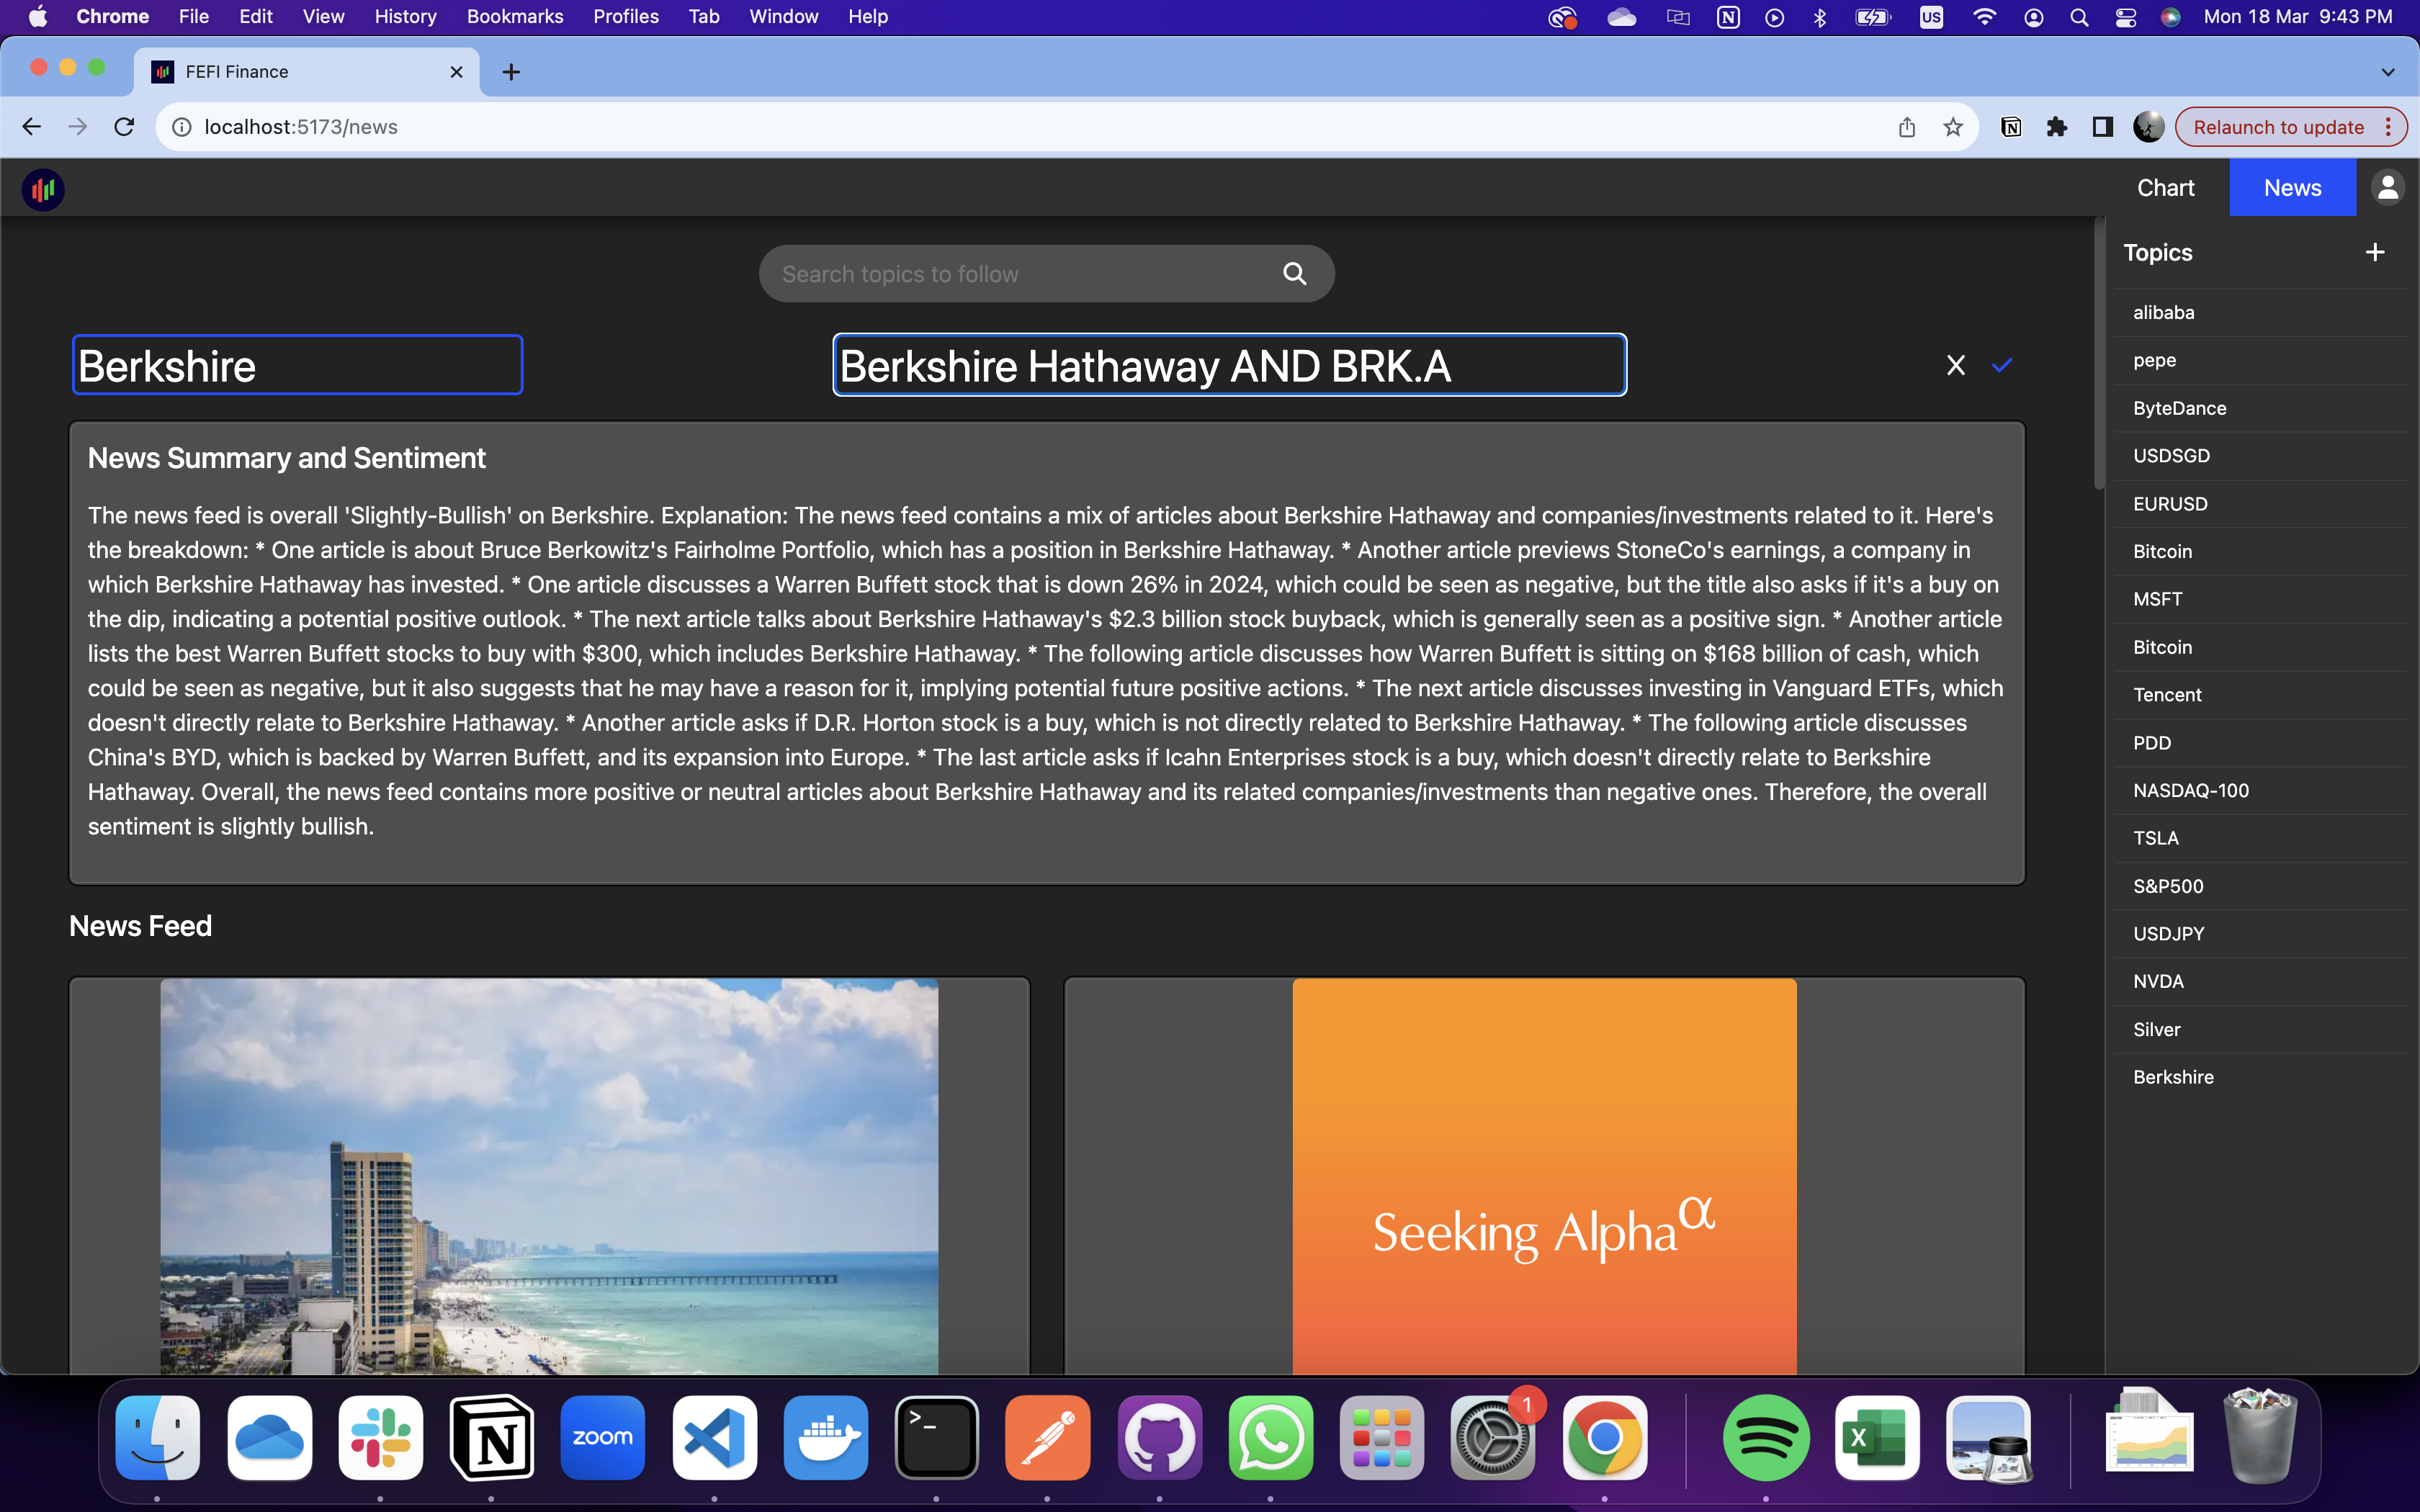 Chrome File Edit View History Bookmarks Profiles Tab Window Help US Mon 18 Mar 9:43 PM
FEFI Finance
localhost:5173/news
Relaunch to update
Chart News
Search topics to follow
Berkshire
Berkshire Hathaway AND BRK.A
News Summary and Sentiment
The news feed is overall 'Slightly-Bullish' on Berkshire. Explanation: The news feed contains a mix of articles about Berkshire Hathaway and companies/investments related to it. Here's
the breakdown: * One article is about Bruce Berkowitz's Fairholme Portfolio, which has a position in Berkshire Hathaway. * Another article previews StoneCo's earnings, a company in
which Berkshire Hathaway has invested. * One article discusses a Warren Buffett stock that is down 26% in 2024, which could be seen as negative, but the title also asks if it's a buy on
the dip, indicating a potential positive outlook. * The next article talks about Berkshire Hathaway's $2.3 billion stock buyback, which is generally seen as a positive sign. * Another article
lists the best Warren Buffett stocks to buy with $300, which includes Berkshire Hathaway. * The following article discusses how Warren Buffett is sitting on $168 billion of cash, which
could be seen as negative, but it also suggests that he may have a reason for it, implying potential future positive actions. * The next article discusses investing in Vanguard ETFs, which
doesn't directly relate to Berkshire Hathaway. * Another article asks if D.R. Horton stock is a buy, which is not directly related to Berkshire Hathaway. * The following article discusses
China's BYD, which is backed by Warren Buffett, and its expansion into Europe. * The last article asks if Icahn Enterprises stock is a buy, which doesn't directly relate to Berkshire
Hathaway. Overall, the news feed contains more positive or neutral articles about Berkshire Hathaway and its related companies/investments than negative ones. Therefore, the overall
sentiment is slightly bullish.
News Feed
Seeking Alpha α
Topics +
alibaba
pepe
ByteDance
USDSGD
EURUSD
Bitcoin
MSFT
Bitcoin
Tencent
PDD
NASDAQ-100
TSLA
S&P500
USDJPY
NVDA
Silver
Berkshire
zoom
1